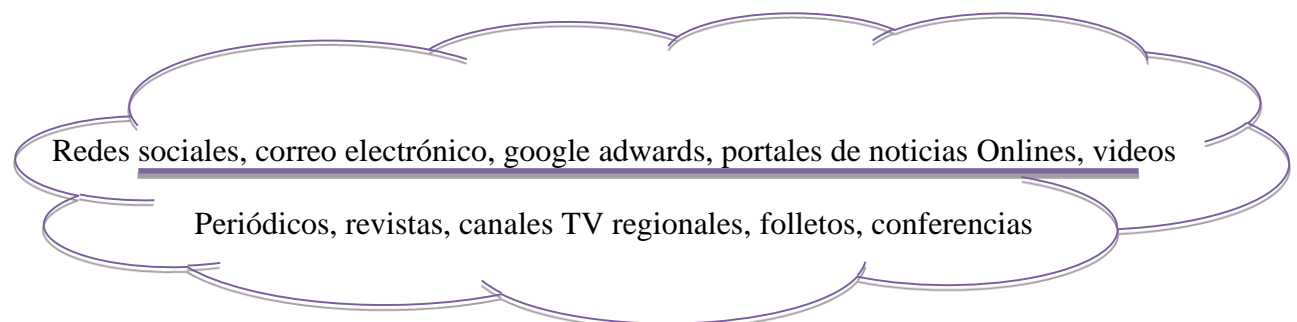 Redes sociales, correo electrónico, google adwards, portales de noticias Onlines, videos
Periódicos, revistas, canales TV regionales, folletos, conferencias